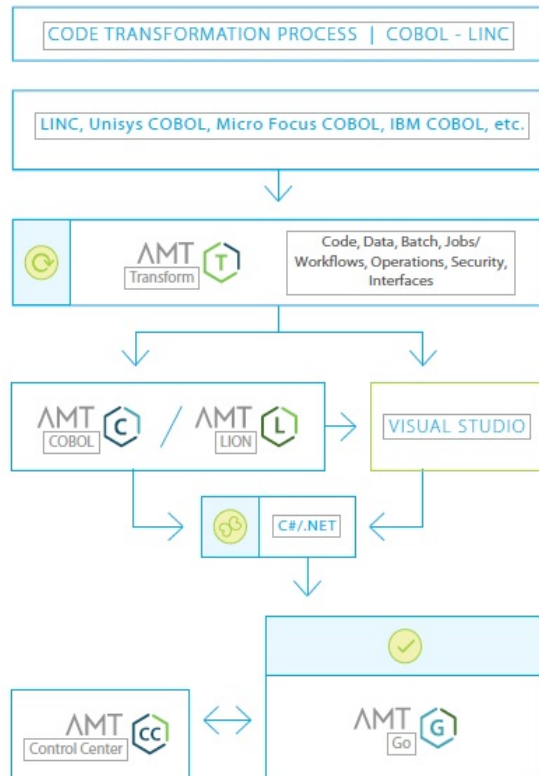 CODE TRANSFORMATION PROCESS | COBOL - LINC
LINC, Unisys COBOL, Micro Focus COBOL, IBM COBOL, etc.
AMT T
Transform
Code, Data, Batch, Jobs/
Workflows, Operations, Security,
Interfaces
AMT C
COBOL
/
AMT L
LION
VISUAL STUDIO
C#/.NET
AMT CC
Control Center
AMT G
Go